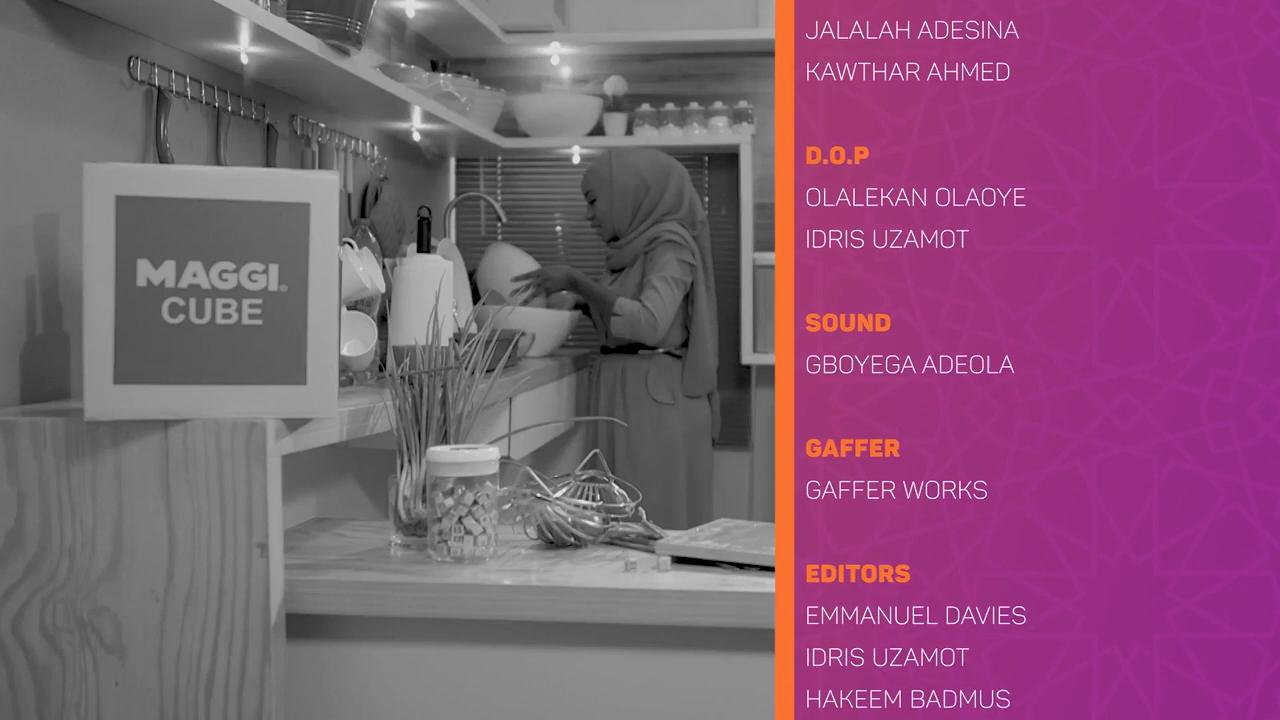 MAGGI.
CUBE
JALALAH ADESINA
KAWTHAR AHMED
D.O.P
OLALEKAN OLAOYE
IDRIS UZAMOT
SOUND
GBOYEGA ADEOLA
GAFFER
GAFFER WORKS
EDITORS
EMMANUEL DAVIES
IDRIS UZAMOT
HAKEEM BADMUS